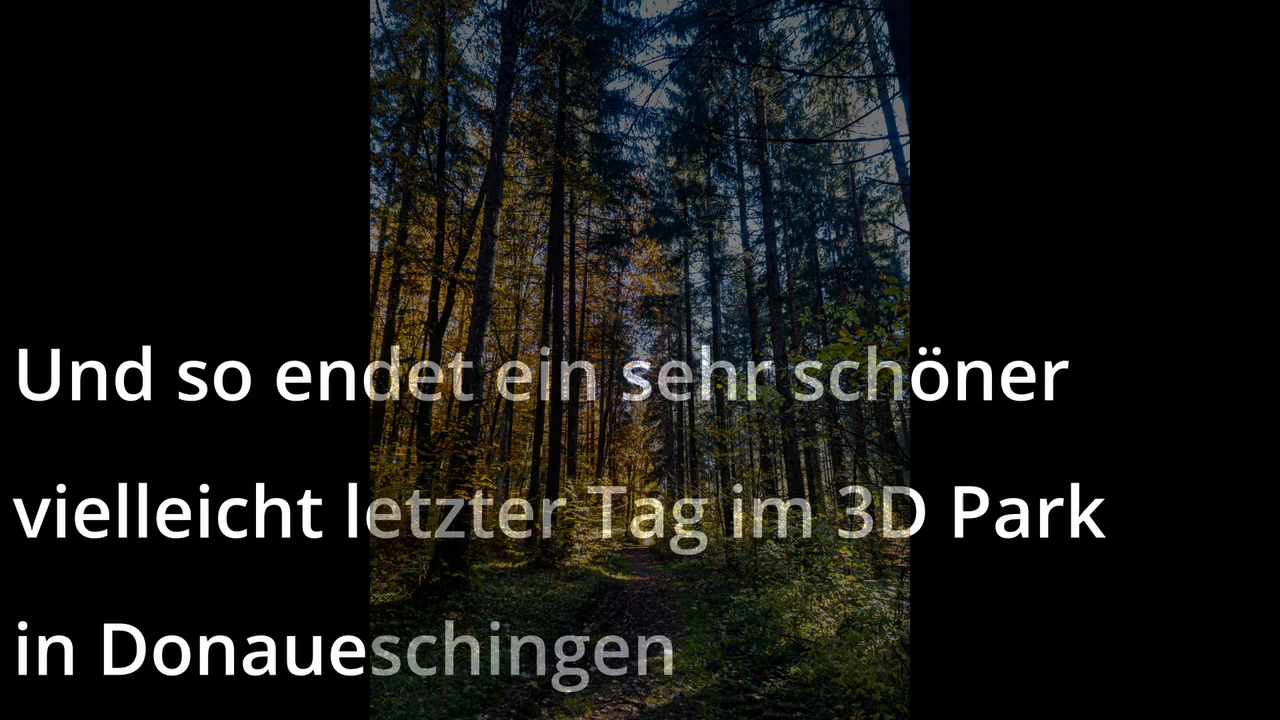 Und so endet ein sehr schöner
vielleicht letzter Tag im 3D Park
in Donaueschingen